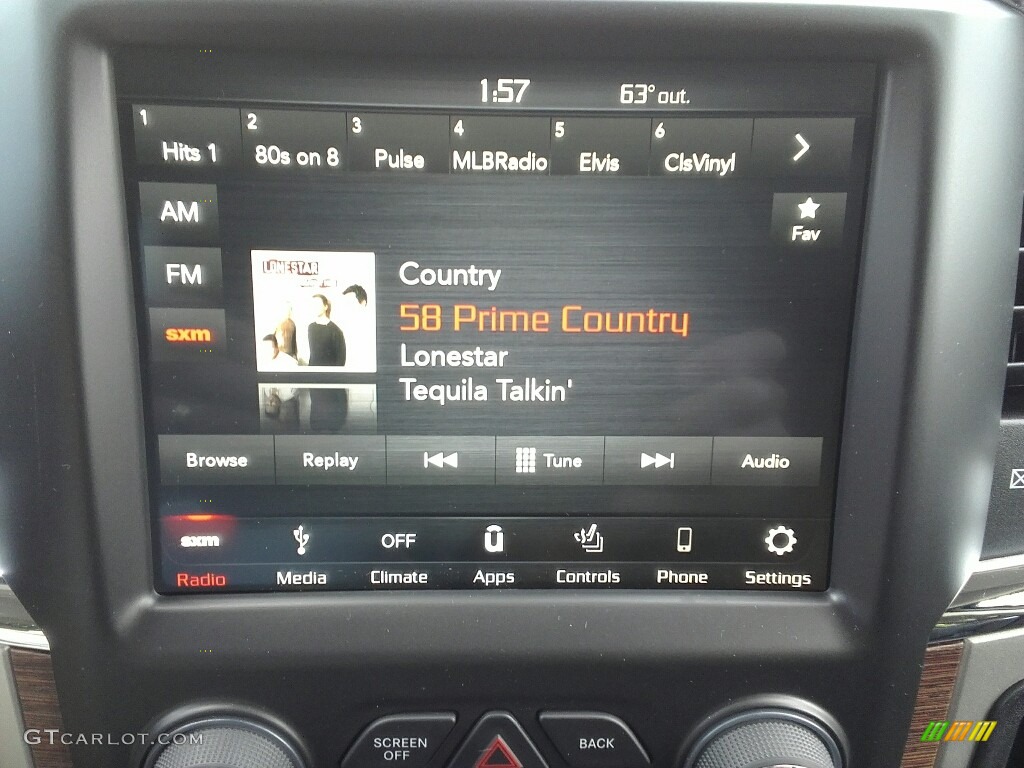 1:57 63° out.
1 2 3 4 5 6
Hits 1 80s on 8 Pulse MLBRadio Elvis ClsVinyl
AM
Fav
FM
LONESTAR
Country
58 Prime Country
sxm
Lonestar
Tequila Talkin'
Browse Replay Tune Audio
sxm OFF u
Radio Media Climate Apps Controls Phone Settings
SCREEN OFF BACK
GTCARLOT.COM